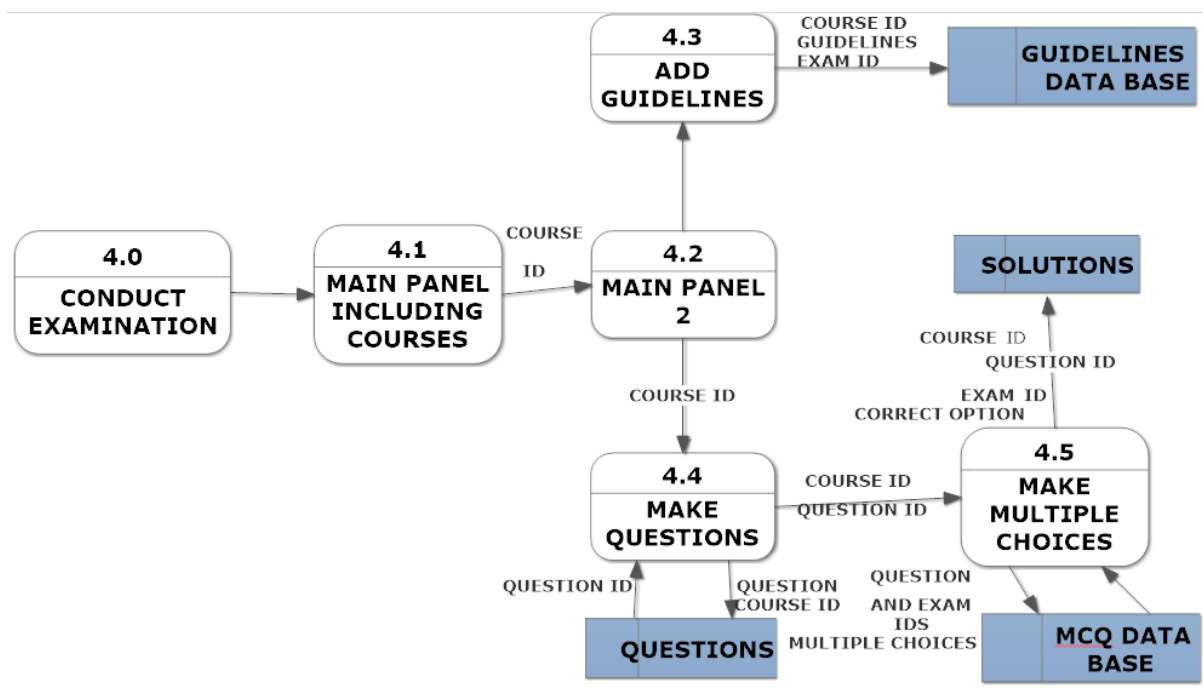 4.3
ADD
GUIDELINES
COURSE ID
GUIDELINES
EXAM ID
GUIDELINES
DATA BASE
4.0
CONDUCT
EXAMINATION
4.1
MAIN PANEL
INCLUDING
COURSES
COURSE
ID
4.2
MAIN PANEL
2
SOLUTIONS
COURSE ID
QUESTION ID
EXAM ID
CORRECT OPTION
COURSE ID
4.4
MAKE
QUESTIONS
COURSE ID
QUESTION ID
4.5
MAKE
MULTIPLE
CHOICES
QUESTION ID
QUESTION
COURSE ID
QUESTION
AND EXAM
IDS
MULTIPLE CHOICES
QUESTIONS
MCQ DATA
BASE